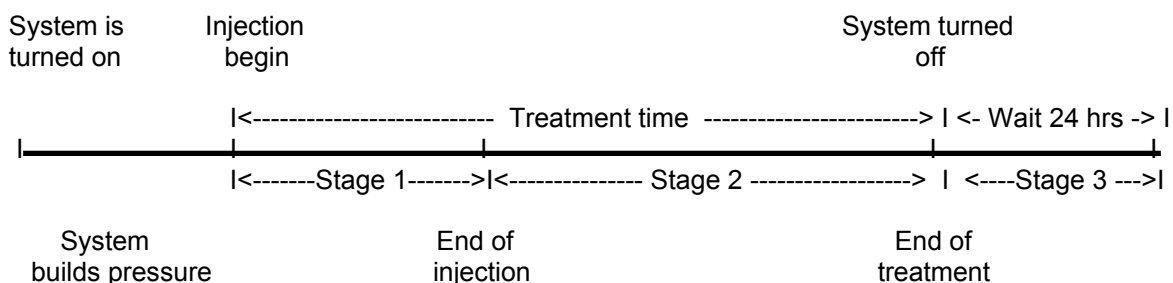 System is Injection System turned
turned on begin off
I<--------------------------- Treatment time ------------------------> I <- Wait 24 hrs -> I
I<-------Stage 1------->I<--------------- Stage 2 ------------------> I <----Stage 3 --->I
System End of End of
builds pressure injection treatment